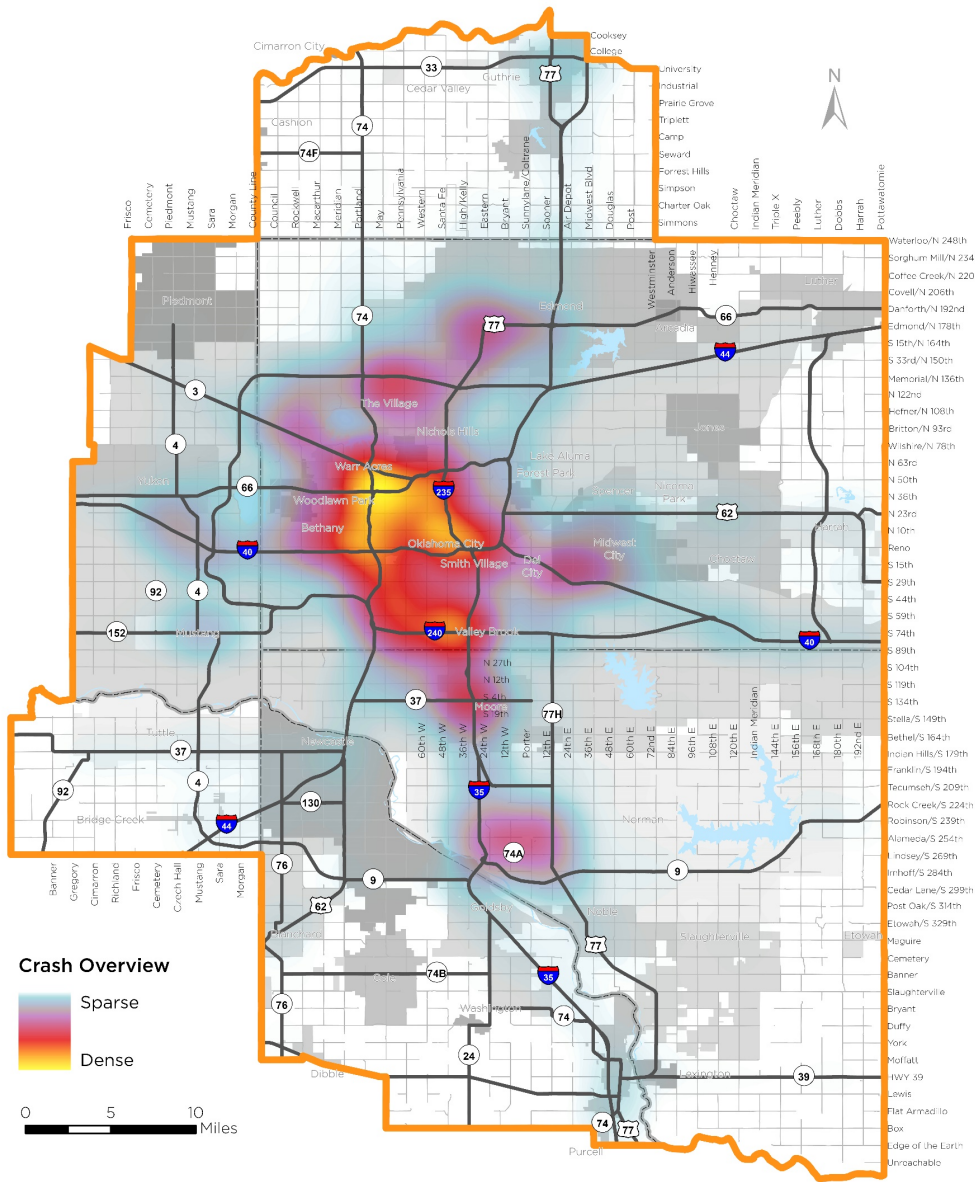 Cooksey
Cimarron City
College
33
77
University
Guthrie
Industrial
Cedar Valley
Prairie Grove
N
Cashion
74
Triplett
Camp
74F
Seward
Forrest Hills
Simpson
Charter Oak
Simmons
Frisco
Cemetery
Piedmont
Mustang
Sara
Morgan
County Line
Council
Rockwell
Macarthur
Meridian
Portland
May
Pennsylvania
Western
Santa Fe
High/Kelly
Eastern
Bryant
Sunnylane/Coltrane
Sooner
Air Depot
Midwest Blvd
Douglas
Post
Westminster
Anderson
Hiwassee
Henney
Choctaw
Indian Meridian
Triple X
Peebly
Luther
Doobs
Harrah
Pottawatomie
Waterloo/N 248th
Sorghum Mill/N 234
Coffee Creek/N 220
Covell/N 206th
Danforth/N 192nd
Edmond/N 178th
S 15th/N 164th
S 33rd/N 150th
Memorial/N 136th
N 122nd
Hefner/N 108th
Britton/N 93rd
Wilshire/N 78th
N 63rd
N 50th
N 36th
N 23rd
N 10th
Reno
S 15th
S 29th
S 44th
S 59th
S 74th
S 89th
S 104th
S 119th
S 134th
Stella/S 149th
Bethel/S 164th
Indian Hills/S 179th
Franklin/S 194th
Tecumseh/S 209th
Rock Creek/S 224th
Robinson/S 239th
Alameda/S 254th
Lindsey/S 269th
Imhoff/S 284th
Cedar Lane/S 299th
Post Oak/S 314th
Etowah/S 329th
Maguire
Cemetery
Banner
Slaughterville
Bryant
Duffy
York
Moffatt
HWY 39
Lewis
Flat Armadillo
Box
Edge of the Earth
Unreachable
Piedmont
Luther
Edmond
74
77
66
Arcadia
44
3
The Village
Nichols Hills
Jones
4
Lake Aluma
Warr Acres
Forest Park
Yukon
66
235
Spencer
Nicoma
Park
Woodlawn Park
62
Bethany
Harrah
Oklahoma City
Midwest
City
40
Smith Village
Del
City
Choctaw
92
4
152
Mustang
240
Valley Brook
40
N 27th
N 12th
S 4th
S 19th
37
Moore
77H
60th W
48th W
36th W
24th W
12th W
Porter
12th E
24th E
36th E
48th E
60th E
72nd E
84th E
96th E
108th E
120th E
Indian Meridian
144th E
156th E
168th E
180th E
192nd E
Tuttle
37
Newcastle
92
4
35
130
Bridge Creek
44
Norman
74A
76
9
9
Banner
Gregory
Cimarron
Richland
Frisco
Cemetery
Czech Hall
Mustang
Sara
Morgan
62
Goldsby
Noble
Blanchard
77
Slaughterville
Etowah
Cole
74B
35
76
Washington
74
24
Dibble
Lexington
39
74
77
Purcell
Crash Overview
Sparse
Dense
0 5 10
Miles